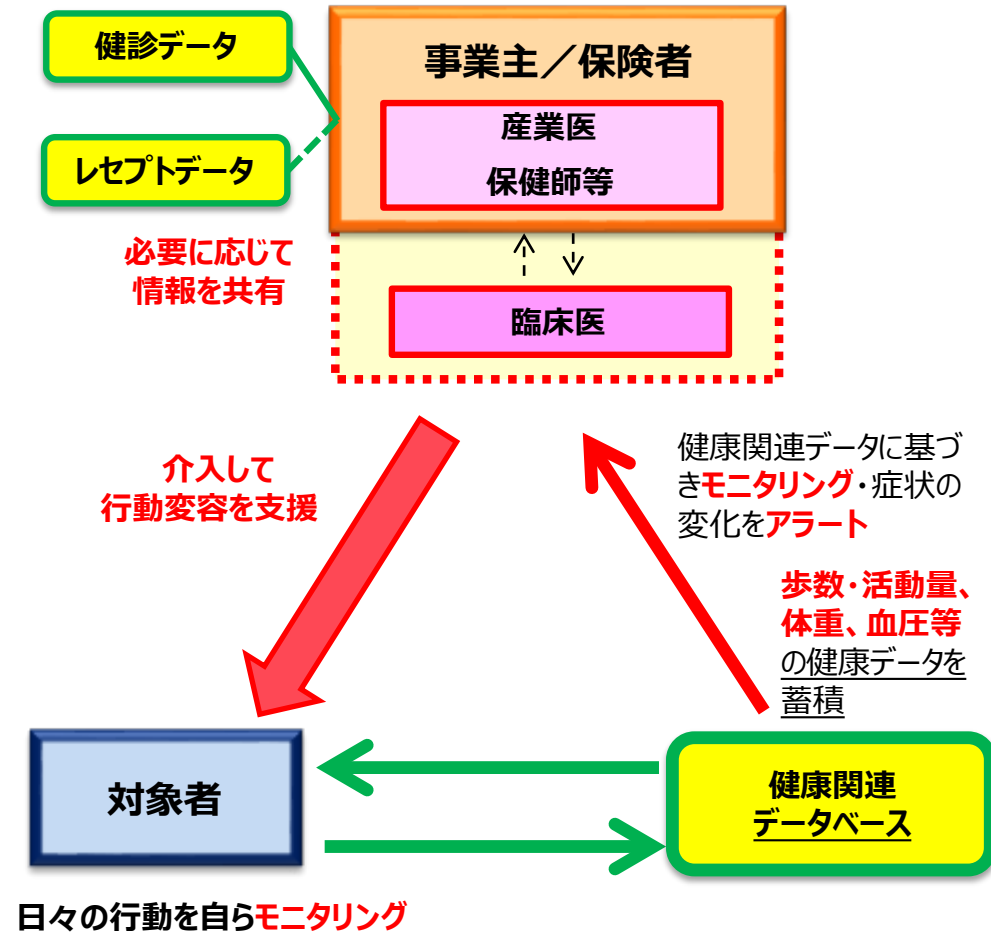 健診データ
事業主／保険者
産業医
保健師等
レセプトデータ
必要に応じて
情報を共有
臨床医
介入して
行動変容を支援
健康関連データに基づ
きモニタリング・症状の
変化をアラート
歩数・活動量、
体重、血圧等
の健康データを
蓄積
対象者
健康関連
データベース
日々の行動を自らモニタリング